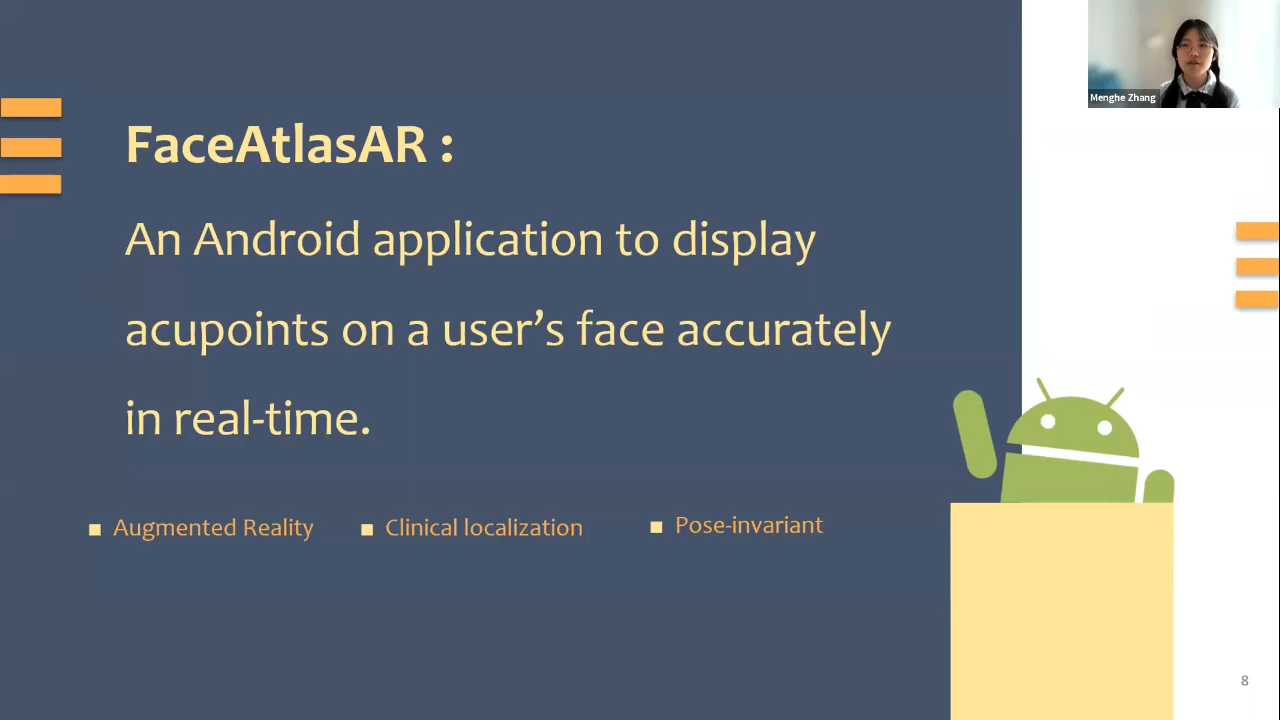 Menghe Zhang
FaceAtlasAR :
An Android application to display
acupoints on a user’s face accurately
in real-time.
Augmented Reality
Clinical localization
Pose-invariant
8